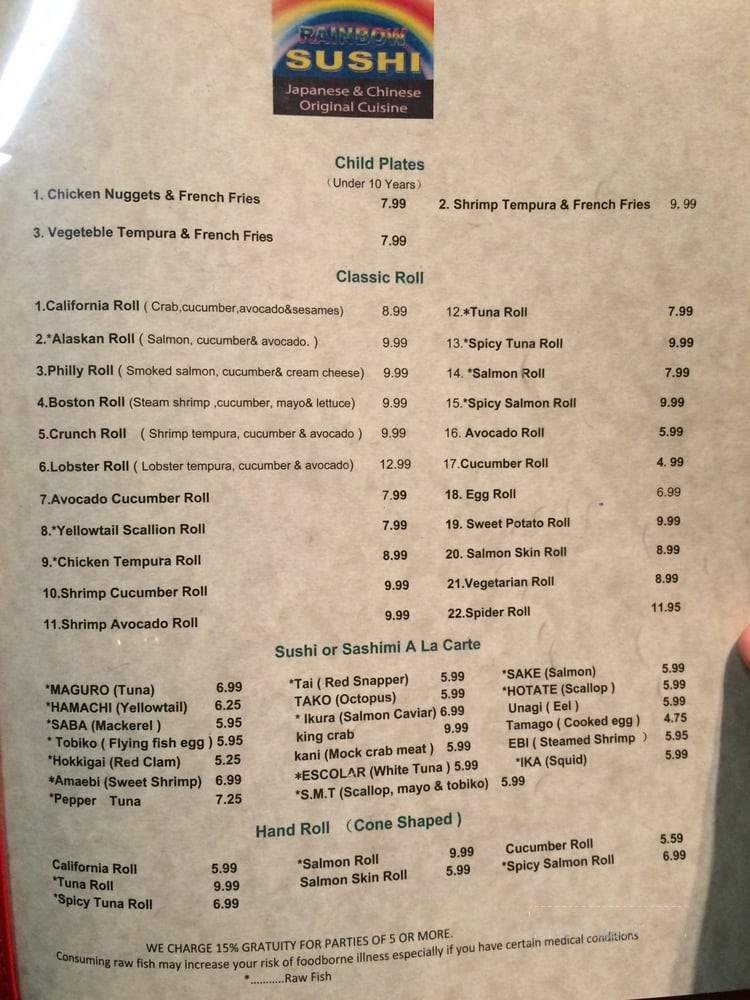 RAINBOW
SUSHI
Japanese & Chinese
Original Cuisine
Child Plates
(Under 10 Years)
1. Chicken Nuggets & French Fries 7.99 2. Shrimp Tempura & French Fries 9.99
3. Vegeteble Tempura & French Fries 7.99
Classic Roll
1.California Roll ( Crab,cucumber,avocado&sesames) 8.99 12.*Tuna Roll 7.99
2.*Alaskan Roll ( Salmon, cucumber& avocado. ) 9.99 13.*Spicy Tuna Roll 9.99
3.Philly Roll ( Smoked salmon, cucumber& cream cheese) 9.99 14. *Salmon Roll 7.99
4.Boston Roll (Steam shrimp ,cucumber, mayo& lettuce) 9.99 15.*Spicy Salmon Roll 9.99
5.Crunch Roll ( Shrimp tempura, cucumber & avocado ) 9.99 16. Avocado Roll 5.99
6.Lobster Roll ( Lobster tempura, cucumber & avocado) 12.99 17.Cucumber Roll 4.99
7.Avocado Cucumber Roll 7.99 18. Egg Roll 6.99
8.*Yellowtail Scallion Roll 7.99 19. Sweet Potato Roll 9.99
9.*Chicken Tempura Roll 8.99 20. Salmon Skin Roll 8.99
10.Shrimp Cucumber Roll 9.99 21.Vegetarian Roll 8.99
11.Shrimp Avocado Roll 9.99 22.Spider Roll 11.95
Sushi or Sashimi A La Carte
*MAGURO (Tuna) 6.99 *Tai ( Red Snapper) 5.99 *SAKE (Salmon) 5.99
*HAMACHI (Yellowtail) 6.25 TAKO (Octopus) 5.99 *HOTATE (Scallop ) 5.99
*SABA (Mackerel ) 5.95 * Ikura (Salmon Caviar) 6.99 Unagi ( Eel ) 5.99
* Tobiko ( Flying fish egg ) 5.95 king crab 9.99 Tamago ( Cooked egg ) 4.75
*Hokkigai (Red Clam) 5.25 kani (Mock crab meat ) 5.99 EBI ( Steamed Shrimp ) 5.95
*Amaebi (Sweet Shrimp) 6.99 *ESCOLAR (White Tuna ) 5.99 *IKA (Squid) 5.99
*Pepper Tuna 7.25 *S.M.T (Scallop, mayo & tobiko) 5.99
Hand Roll (Cone Shaped )
California Roll 5.99 *Salmon Roll 9.99 Cucumber Roll 5.59
*Tuna Roll 9.99 Salmon Skin Roll 5.99 *Spicy Salmon Roll 6.99
*Spicy Tuna Roll 6.99
WE CHARGE 15% GRATUITY FOR PARTIES OF 5 OR MORE.
Consuming raw fish may increase your risk of foodborne illness especially if you have certain medical conditions
*...........Raw Fish